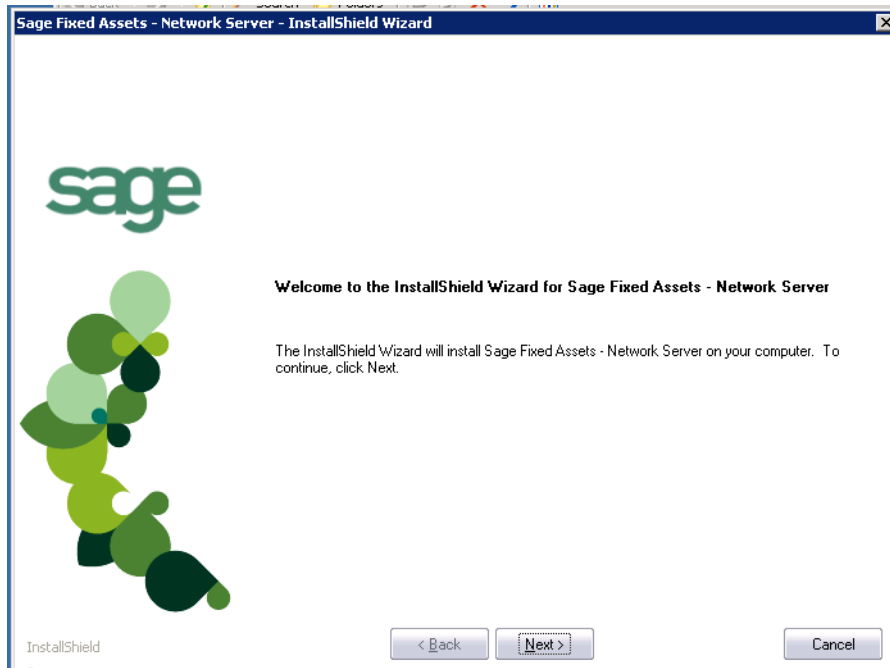 Search Folders
Sage Fixed Assets - Network Server - InstallShield Wizard
sage
Welcome to the InstallShield Wizard for Sage Fixed Assets - Network Server
The InstallShield Wizard will install Sage Fixed Assets - Network Server on your computer. To
continue, click Next.
InstallShield
< Back
Next >
Cancel